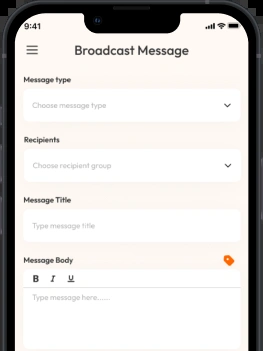 9:41
Broadcast Message
Message type
Choose message type
Recipients
Choose recipient group
Message Title
Type message title
Message Body
B I U
Type message here......